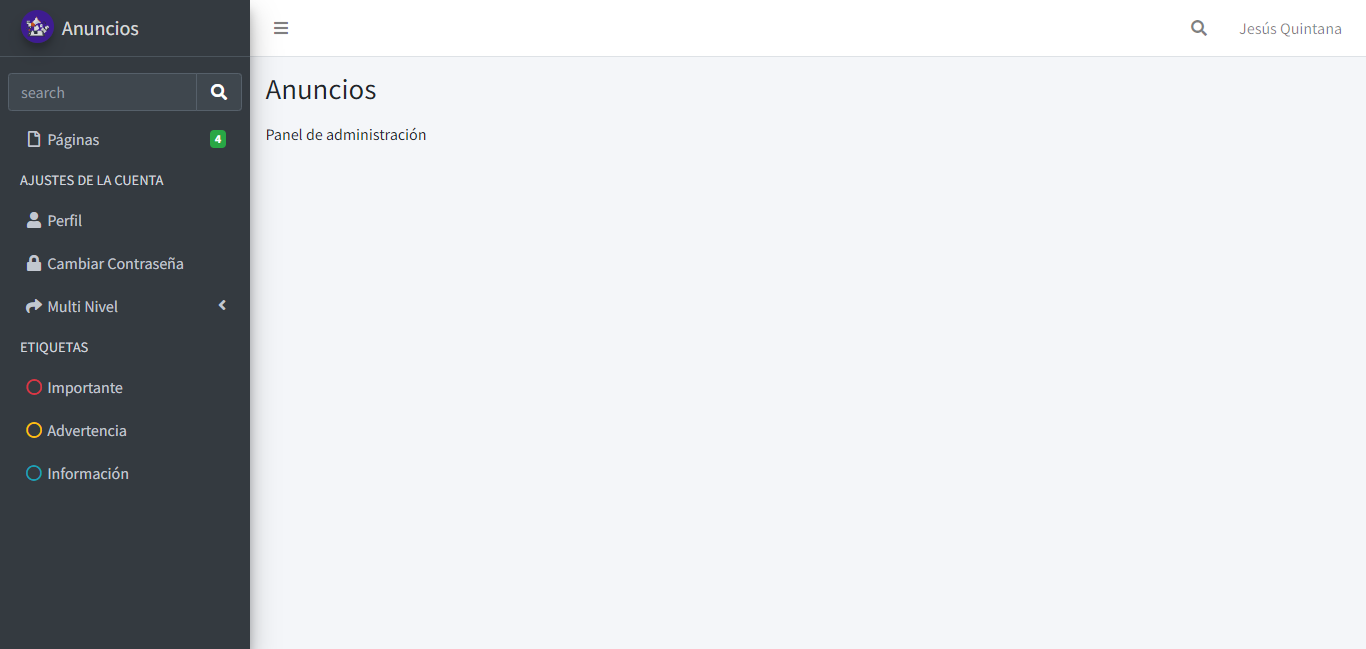 Anuncios
search
Páginas 4
AJUSTES DE LA CUENTA
Perfil
Cambiar Contraseña
Multi Nivel
ETIQUETAS
Importante
Advertencia
Información
Jesús Quintana
Anuncios
Panel de administración